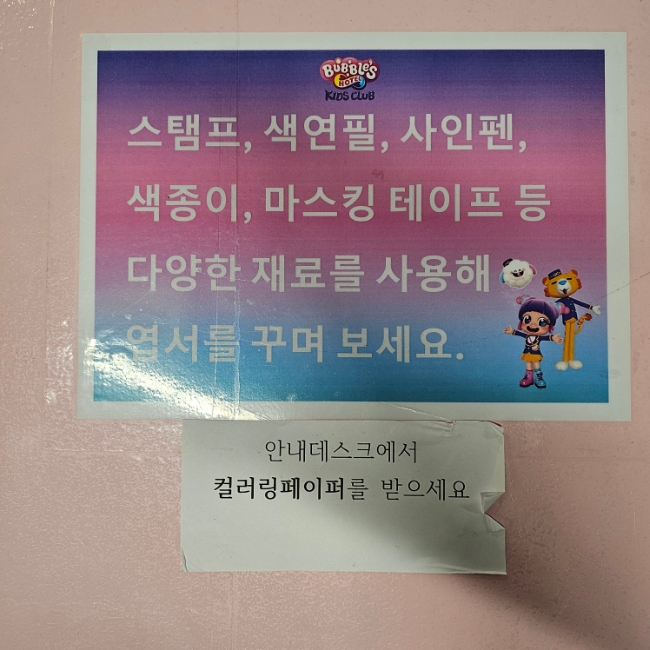 BUBBLE'S
HOTEL
KIDS CLUB
스탬프, 색연필, 사인펜,
색종이, 마스킹 테이프 등
다양한 재료를 사용해
엽서를 꾸며 보세요.
안내데스크에서
컬러링페이퍼를 받으세요